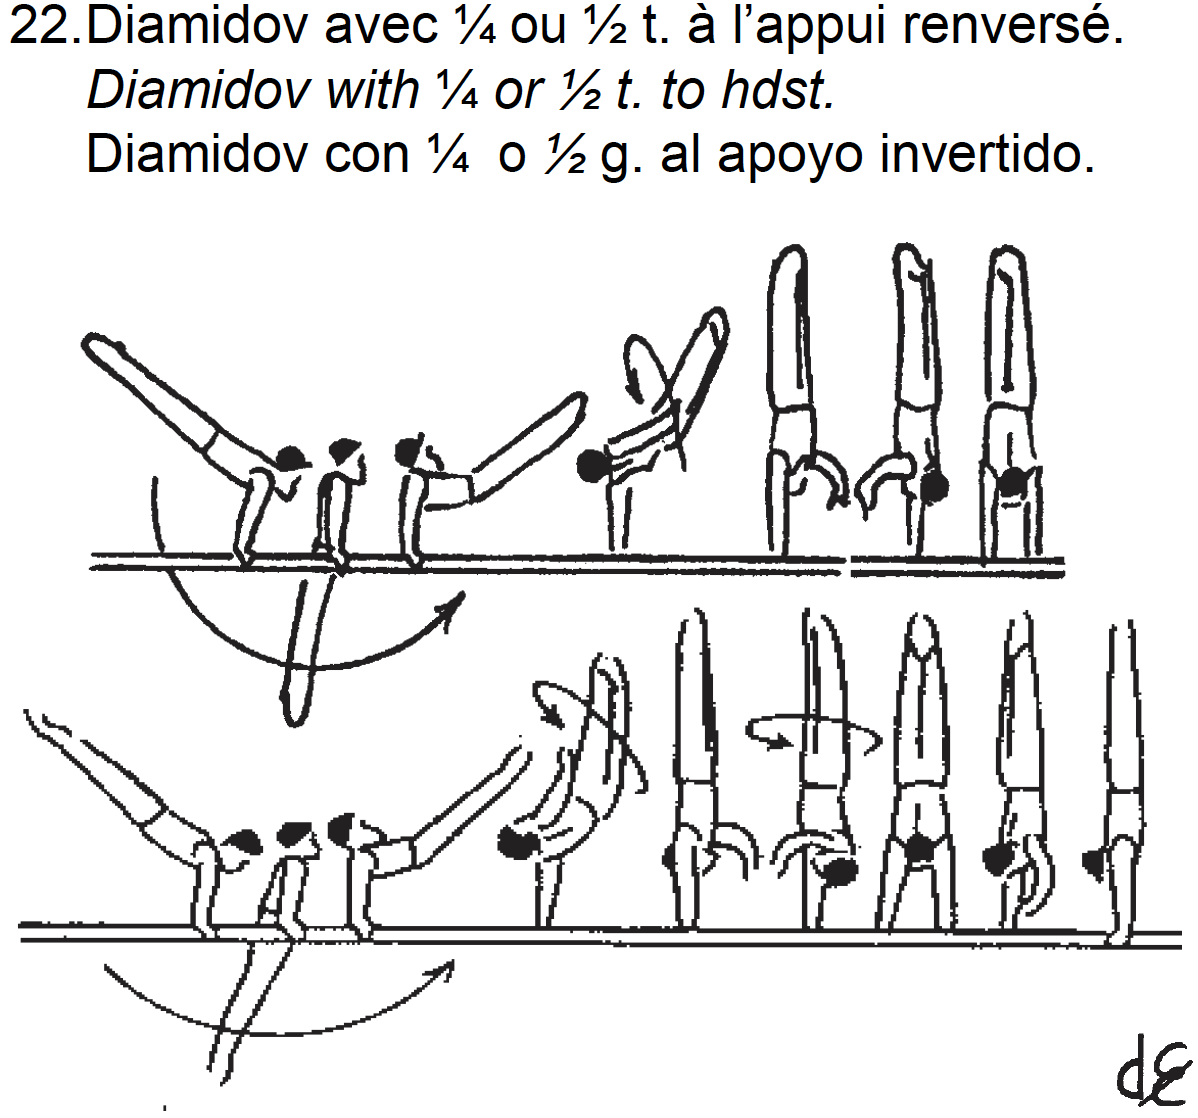 22.Diamidov avec ¼ ou ½ t. à l’appui renversé.
Diamidov with ¼ or ½ t. to hdst.
Diamidov con ¼ o ½ g. al apoyo invertido.